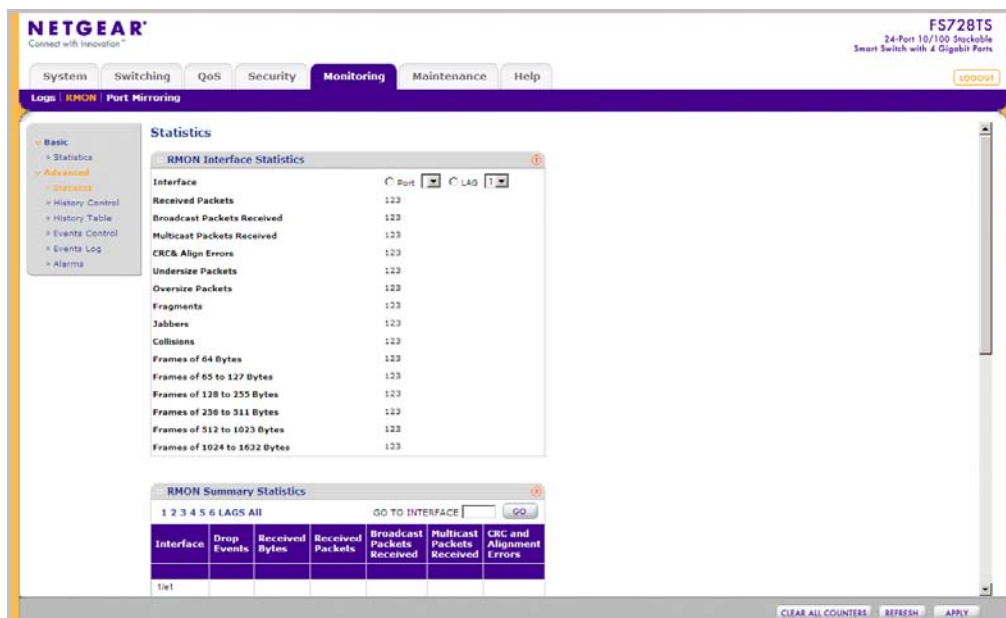 NETGEAR
Connect with Innovation™
FS728TS
24-Port 10/100 Stackable
Smart Switch with 4 Gigabit Ports
System Switching QoS Security Monitoring Maintenance Help
LOGOUT
Logs RMON Port Mirroring
Basic
Statistics
Advanced
Statistics
History Control
History Table
Events Control
Events Log
Alarms
Statistics
RMON Interface Statistics
Interface Port LAG 1
Received Packets 123
Broadcast Packets Received 123
Multicast Packets Received 123
CRC& Align Errors 123
Undersize Packets 123
Oversize Packets 123
Fragments 123
Jabbers 123
Collisions 123
Frames of 64 Bytes 123
Frames of 65 to 127 Bytes 123
Frames of 128 to 255 Bytes 123
Frames of 256 to 511 Bytes 123
Frames of 512 to 1023 Bytes 123
Frames of 1024 to 1632 Bytes 123
RMON Summary Statistics
1 2 3 4 5 6 LAGS All GO TO INTERFACE GO
Interface Drop Events Received Bytes Received Packets Broadcast Packets Received Multicast Packets Received CRC and Alignment Errors
1/e1
CLEAR ALL COUNTERS REFRESH APPLY